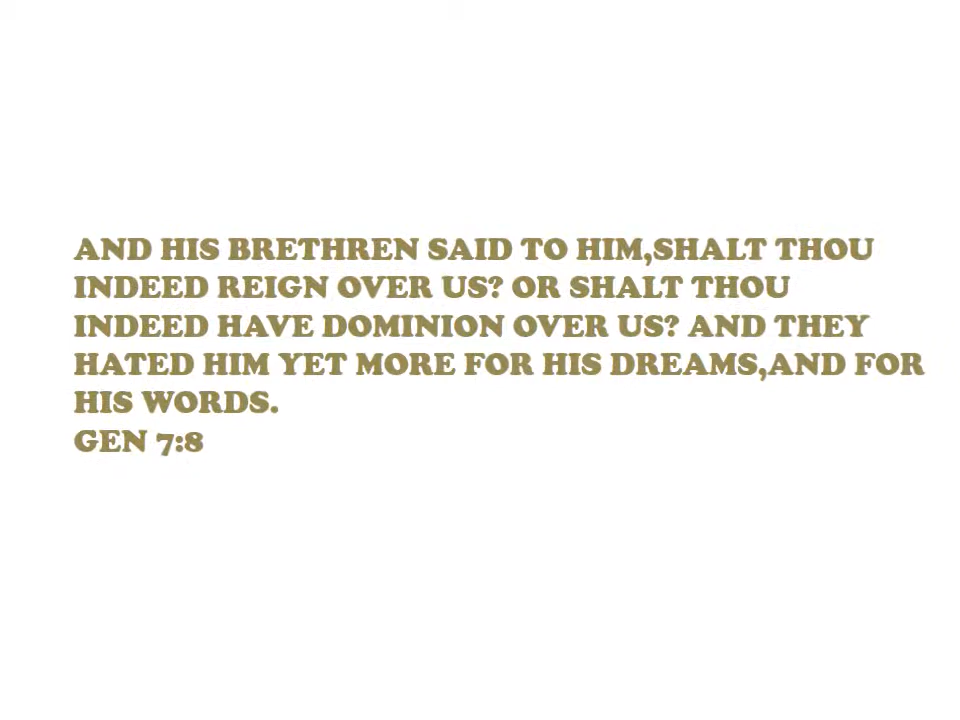 AND HIS BRETHREN SAID TO HIM,SHALT THOU
INDEED REIGN OVER US? OR SHALT THOU
INDEED HAVE DOMINION OVER US? AND THEY
HATED HIM YET MORE FOR HIS DREAMS,AND FOR
HIS WORDS.
GEN 7:8